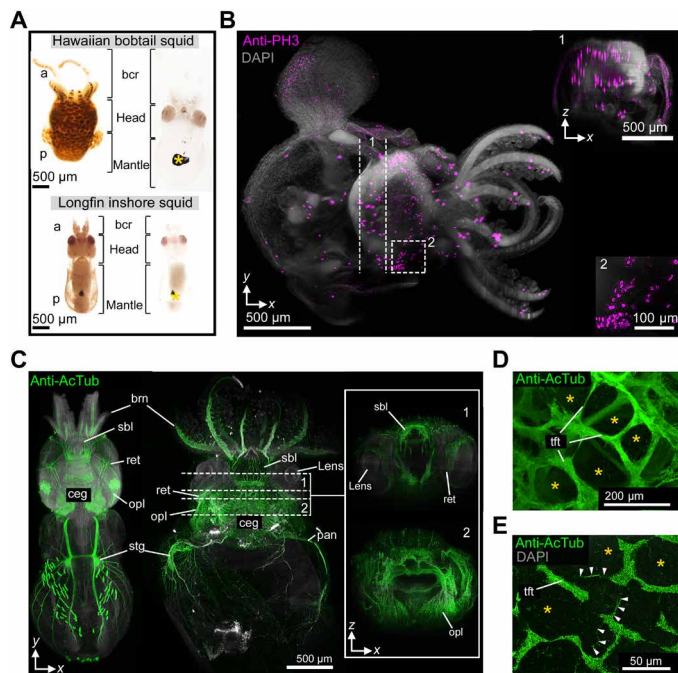 A
Hawaiian bobtail squid
a
bcr
Head
p
Mantle
*
500 µm
Longfin inshore squid
a
bcr
Head
p
Mantle
*
500 µm
B
Anti-PH3
DAPI
1
2
y
x
500 µm
1
z
x
500 µm
2
100 µm
C
Anti-AcTub
brn
sbl
sbl
ret
Lens
1
ret
ceg
opl
opl
2
ceg
stg
pan
y
x
500 µm
sbl
1
Lens
ret
2
z
x
opl
D
Anti-AcTub
* *
tft
* *
*
200 µm
E
Anti-AcTub
DAPI
* *
tft
*
*
50 µm